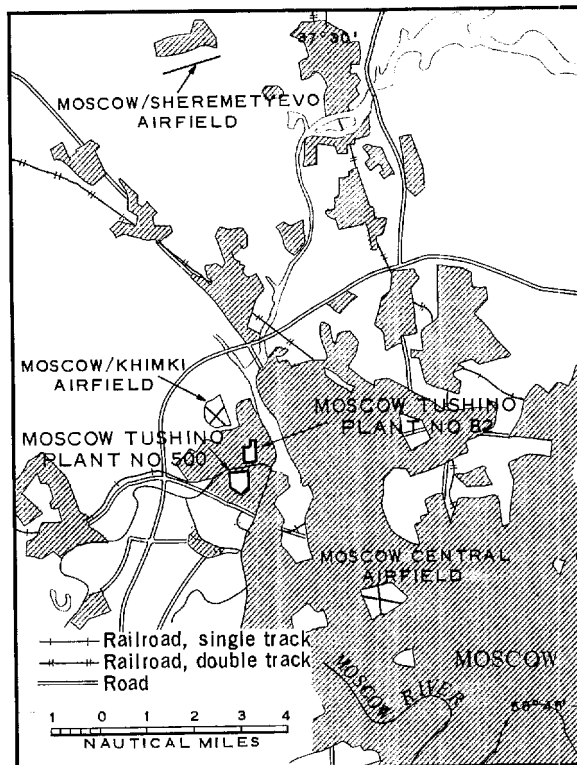 37°30'
MOSCOW/SHEREMETYEVO
AIRFIELD
MOSCOW/KHIMKI
AIRFIELD
MOSCOW TUSHINO
PLANT NO 82
MOSCOW TUSHINO
PLANT NO 500
MOSCOW CENTRAL
AIRFIELD
Railroad, single track
Railroad, double track
Road
MOSCOW
MOSCOW RIVER
1 0 1 2 3 4
NAUTICAL MILES